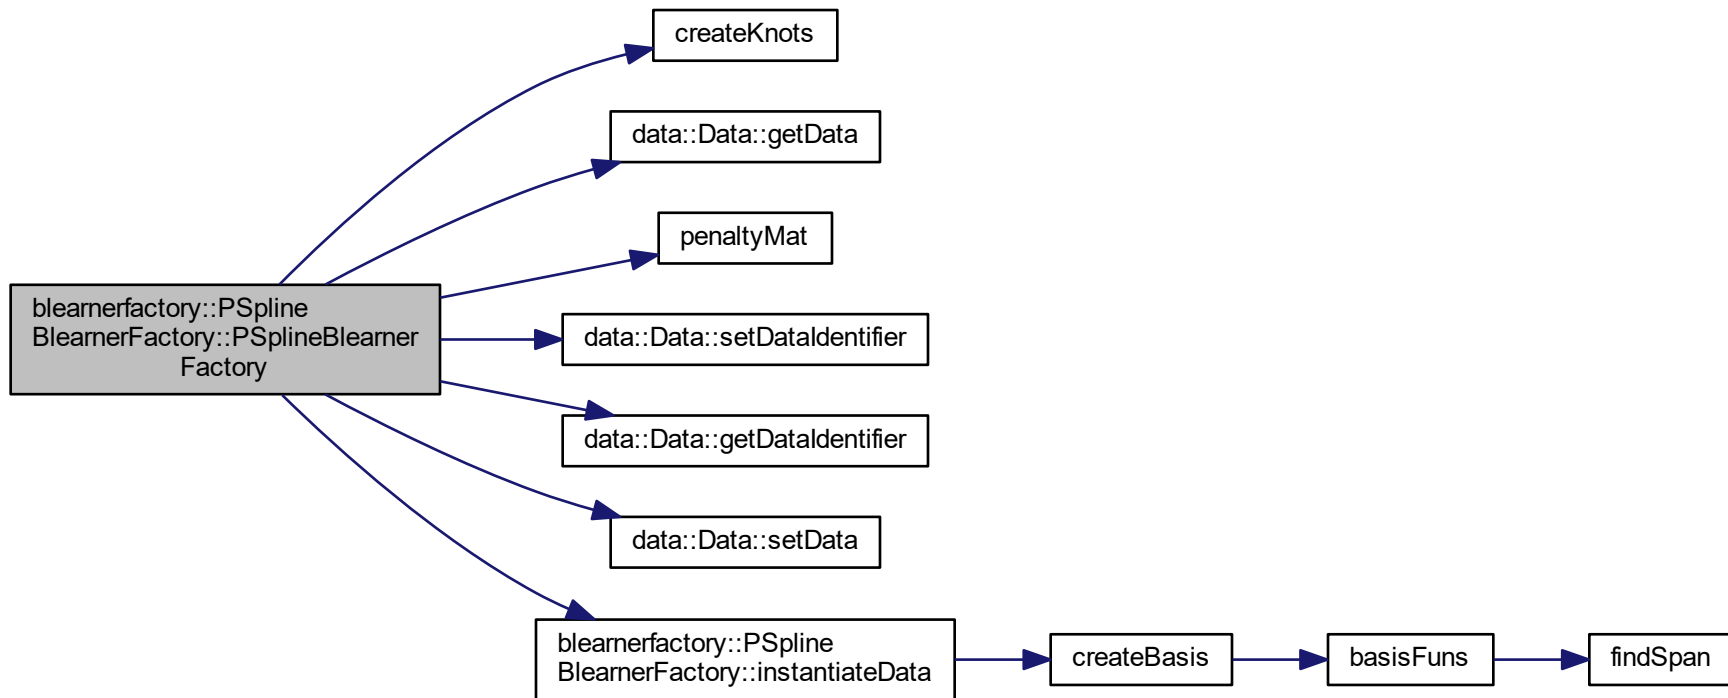 createKnots
data::Data::getData
penaltyMat
blearnerfactory::PSpline
BlearnerFactory::PSplineBlearner
Factory
data::Data::setDataIdentifier
data::Data::getDataIdentifier
data::Data::setData
blearnerfactory::PSpline
BlearnerFactory::instantiateData
createBasis
basisFuns
findSpan